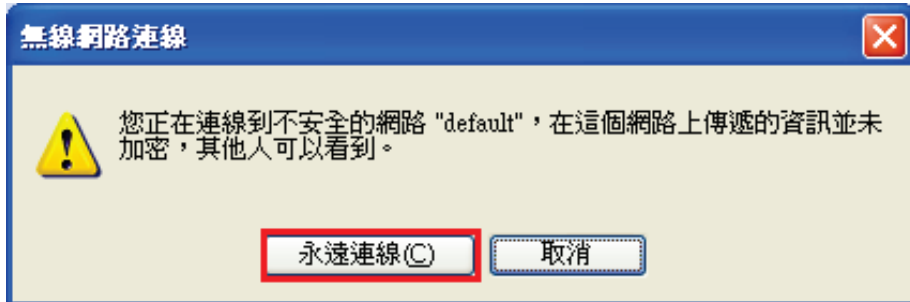 無線網路連線
您正在連線到不安全的網路 "default"，在這個網路上傳遞的資訊並未
加密，其他人可以看到。
永遠連線(C)
取消